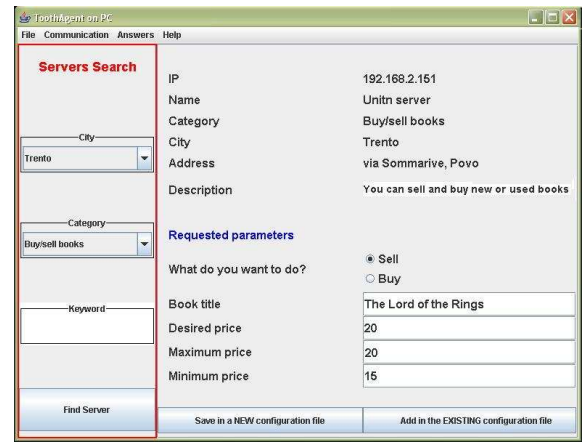 ToothAgent on PC
File Communication Answers Help
Servers Search
City
Trento
Category
Buy/sell books
Keyword
Find Server
IP 192.168.2.151
Name Unitn server
Category Buy/sell books
City Trento
Address via Sommarive, Povo
Description You can sell and buy new or used books
Requested parameters
What do you want to do?
Sell
Buy
Book title The Lord of the Rings
Desired price 20
Maximum price 20
Minimum price 15
Save in a NEW configuration file Add in the EXISTING configuration file